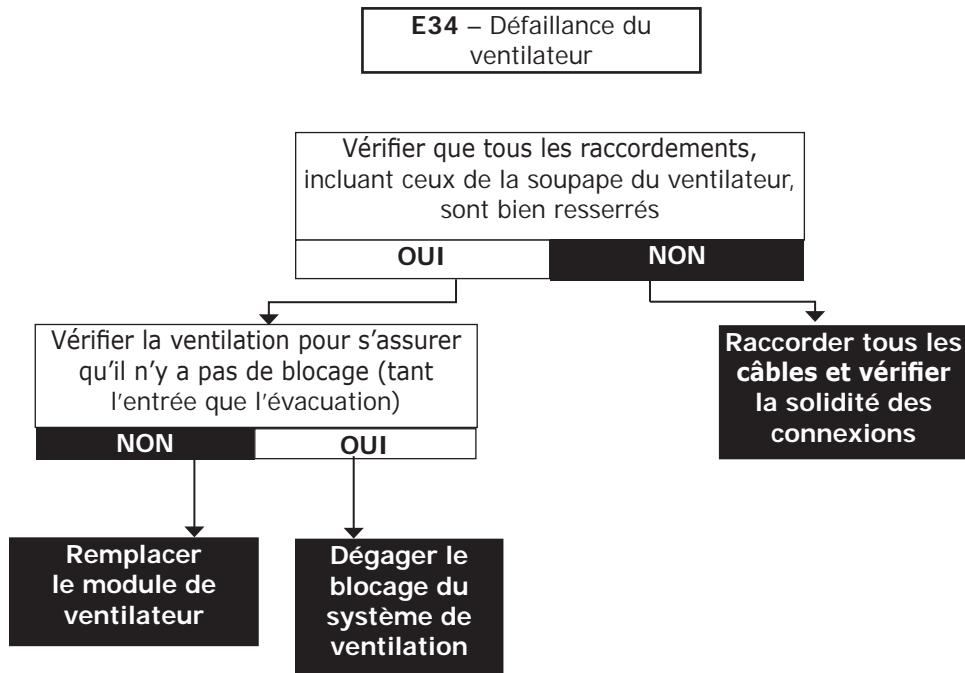 E34 – Défaillance du
ventilateur
Vérifier que tous les raccordements,
incluant ceux de la soupape du ventilateur,
sont bien resserrés
OUI
NON
Vérifier la ventilation pour s'assurer
qu'il n'y a pas de blocage (tant
l'entrée que l'évacuation)
NON
OUI
Raccorder tous les
câbles et vérifier
la solidité des
connexions
Remplacer
le module de
ventilateur
Dégager le
blocage du
système de
ventilation